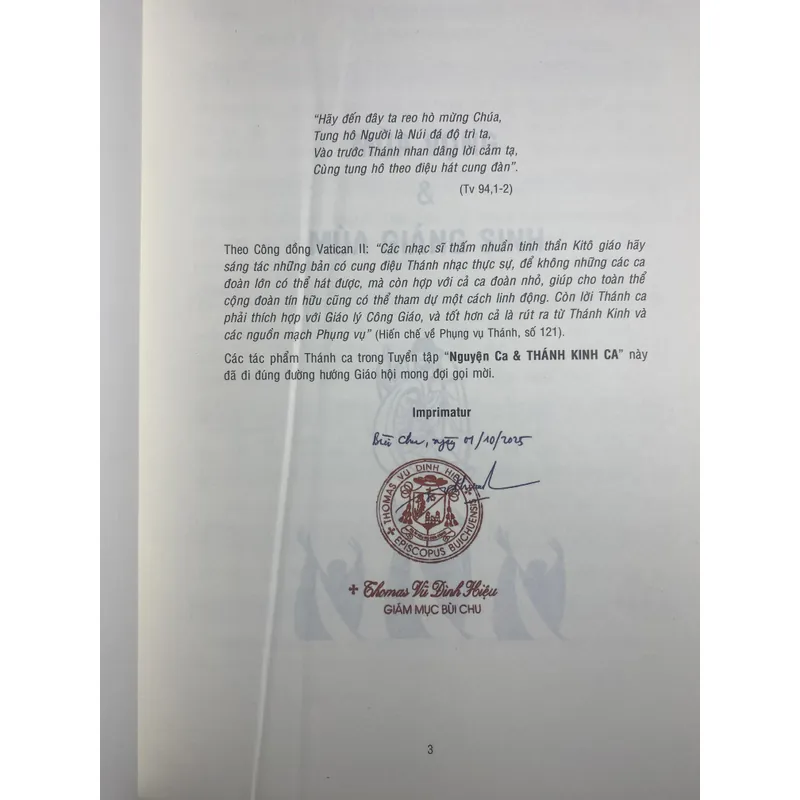 “Hãy đến đây ta reo hò mừng Chúa,
Tung hô Người là Núi đá độ trì ta,
Vào trước Thánh nhan dâng lời cảm tạ,
Cùng tung hô theo điệu hát cung đàn”.
(Tv 94,1-2)
&
MÙA GIÁNG SINH
Theo Công đồng Vatican II: “Các nhạc sĩ thấm nhuần tinh thần Kitô giáo hãy
sáng tác những bản có cung điệu Thánh nhạc thực sự, để không những các ca
đoàn lớn có thể hát được, mà còn hợp với cả ca đoàn nhỏ, giúp cho toàn thể
cộng đoàn tín hữu cũng có thể tham dự một cách linh động. Còn lời Thánh ca
phải thích hợp với Giáo lý Công Giáo, và tốt hơn cả là rút ra từ Thánh Kinh và
các nguồn mạch Phụng vụ” (Hiến chế về Phụng vụ Thánh, số 121).
Các tác phẩm Thánh ca trong Tuyển tập “Nguyện Ca & THÁNH KINH CA” này
đã đi đúng đường hướng Giáo hội mong đợi gọi mời.
Imprimatur
Bùi Chu, ngày 01/10/2025
THOMAS VU DINH HIEU
EPISCOPUS BUICHUENSIS
Thomas Vũ Đình Hiệu
GIÁM MỤC BÙI CHU
3